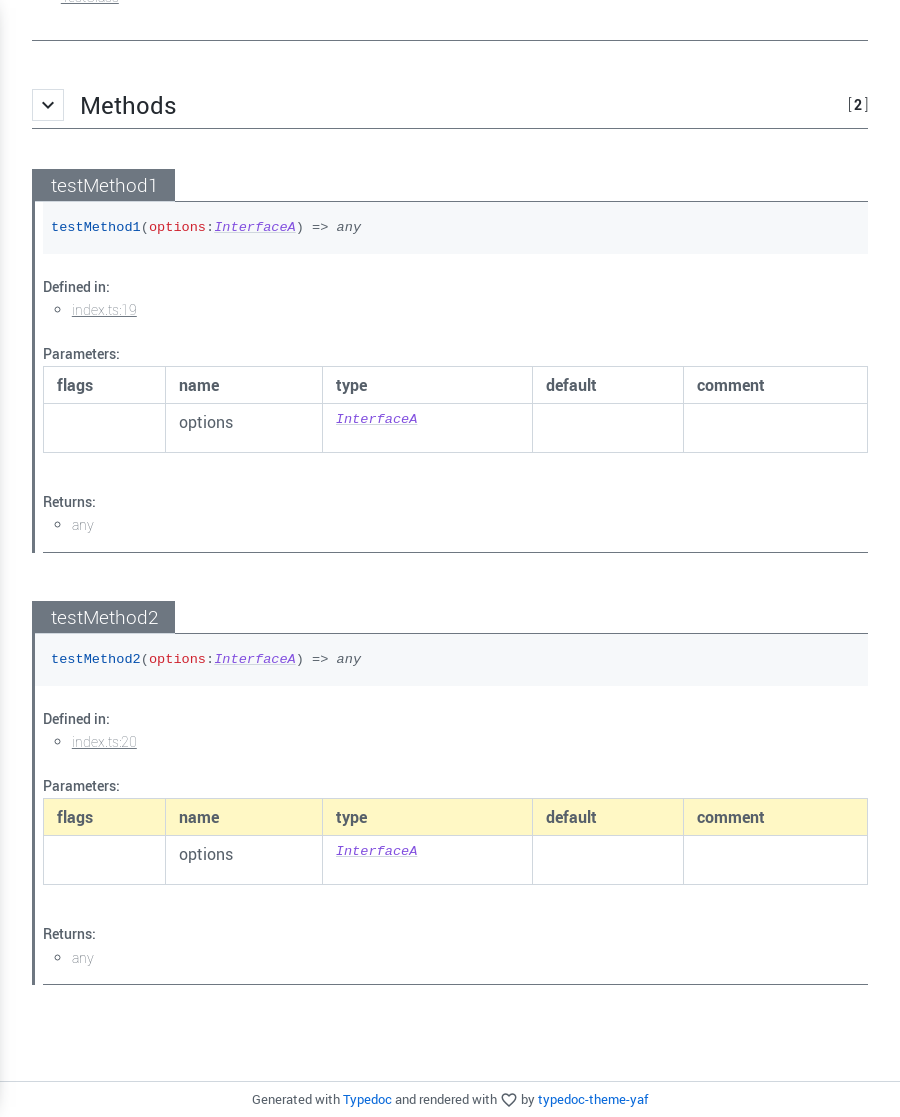 TestClass
Methods [2]
testMethod1
testMethod1(options:InterfaceA) => any
Defined in:
index.ts:19
Parameters:
flags name type default comment
options InterfaceA
Returns:
any
testMethod2
testMethod2(options:InterfaceA) => any
Defined in:
index.ts:20
Parameters:
flags name type default comment
options InterfaceA
Returns:
any
Generated with Typedoc and rendered with by typedoc-theme-yaf